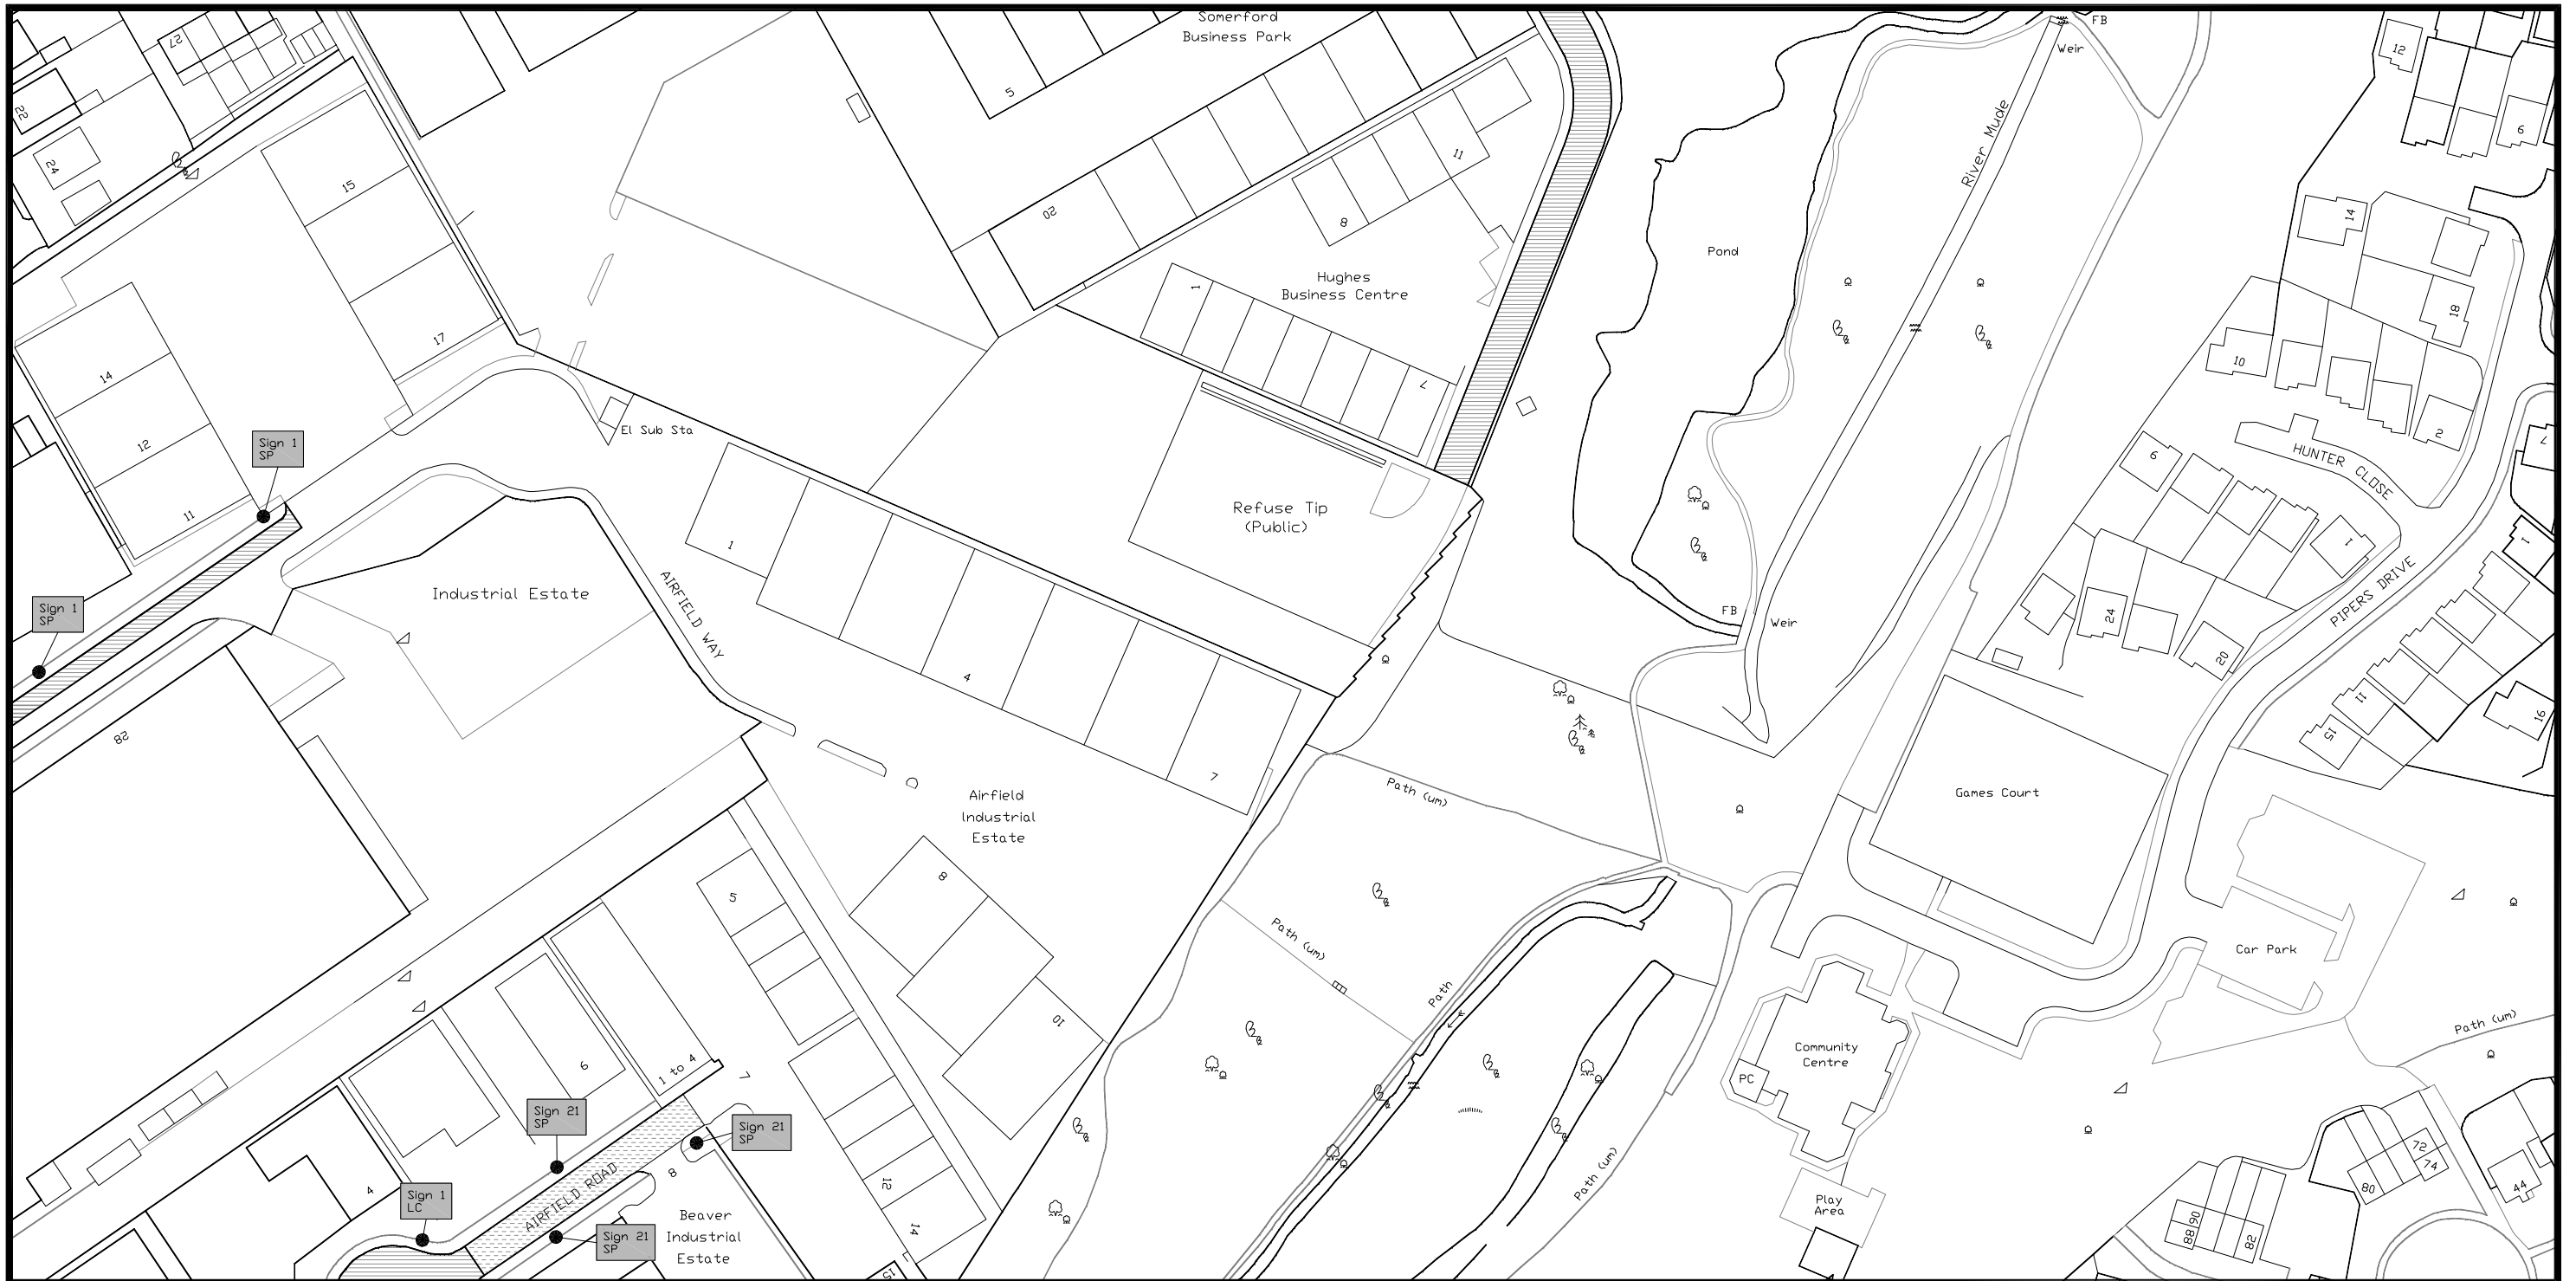 Somerford
Business Park
FB
Weir
27
22
24
12
6
5
River Mude
11
15
20
8
14
Pond
Hughes
Business Centre
1
18
17
10
14
7
2
12
El Sub Sta
HUNTER CLOSE
7
Sign 1
SP
6
11
Refuse Tip
(Public)
1
1
1
Industrial Estate
AIRFIELD WAY
PIPERS DRIVE
Sign 1
SP
FB
Weir
24
20
4
11
15
16
28
7
Path (um)
Games Court
Airfield
Industrial
Estate
8
5
Path (um)
Car Park
Path
10
Path (um)
Community
Centre
PC
6
1 to 4
7
Sign 21
SP
Sign 21
SP
72
74
80
44
8
4
12
Path (um)
AIRFIELD ROAD
Sign 1
LC
Play
Area
Beaver
Industrial
Estate
14
90
88
82
Sign 21
SP
15